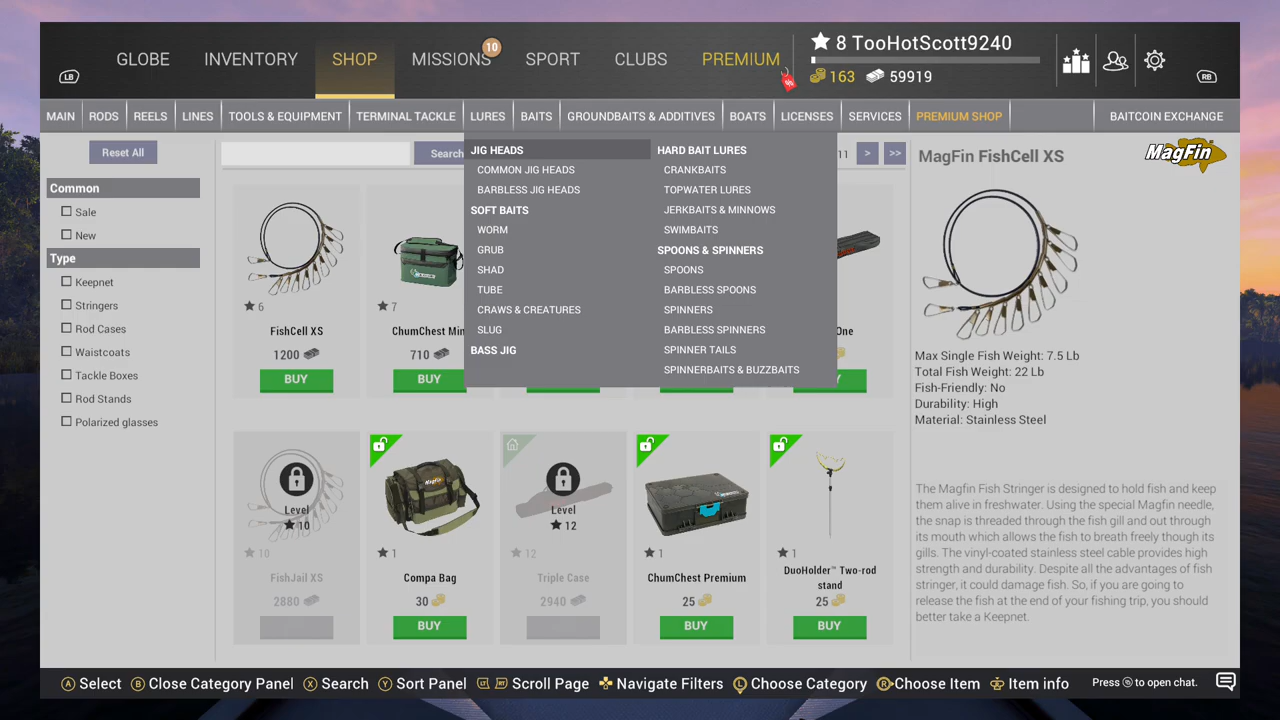 LB
GLOBE
INVENTORY
SHOP
MISSIONS
10
SPORT
CLUBS
PREMIUM
%
8 TooHotScott9240
163
59919
RB
MAIN
RODS
REELS
LINES
TOOLS & EQUIPMENT
TERMINAL TACKLE
LURES
BAITS
GROUNDBAITS & ADDITIVES
BOATS
LICENSES
SERVICES
PREMIUM SHOP
BAITCOIN EXCHANGE
Reset All
Common
Sale
New
Type
Keepnet
Stringers
Rod Cases
Waistcoats
Tackle Boxes
Rod Stands
Polarized glasses
Search
11
>
>>
JIG HEADS
COMMON JIG HEADS
BARBLESS JIG HEADS
SOFT BAITS
WORM
GRUB
SHAD
TUBE
CRAWS & CREATURES
SLUG
BASS JIG
HARD BAIT LURES
CRANKBAITS
TOPWATER LURES
JERKBAITS & MINNOWS
SWIMBAITS
SPOONS & SPINNERS
SPOONS
BARBLESS SPOONS
SPINNERS
BARBLESS SPINNERS
SPINNER TAILS
SPINNERBAITS & BUZZBAITS
6
FishCell XS
1200
BUY
7
ChumChest Min
710
BUY
One
Level
10
10
FishJail XS
2880
1
Compa Bag
30
BUY
Level
12
12
Triple Case
2940
1
ChumChest Premium
25
BUY
1
DuoHolder™ Two-rod
stand
25
BUY
MagFin FishCell XS
MagFin
Max Single Fish Weight: 7.5 Lb
Total Fish Weight: 22 Lb
Fish-Friendly: No
Durability: High
Material: Stainless Steel
The Magfin Fish Stringer is designed to hold fish and keep
them alive in freshwater. Using the special Magfin needle,
the snap is threaded through the fish gill and out through
its mouth which allows the fish to breath freely though its
gills. The vinyl-coated stainless steel cable provides high
strength and durability. Despite all the advantages of fish
stringer, it could damage fish. So, if you are going to
release the fish at the end of your fishing trip, you should
better take a Keepnet.
A Select
B Close Category Panel
X Search
Y Sort Panel
LT RT Scroll Page
Navigate Filters
L Choose Category
R Choose Item
Item info
Press to open chat.